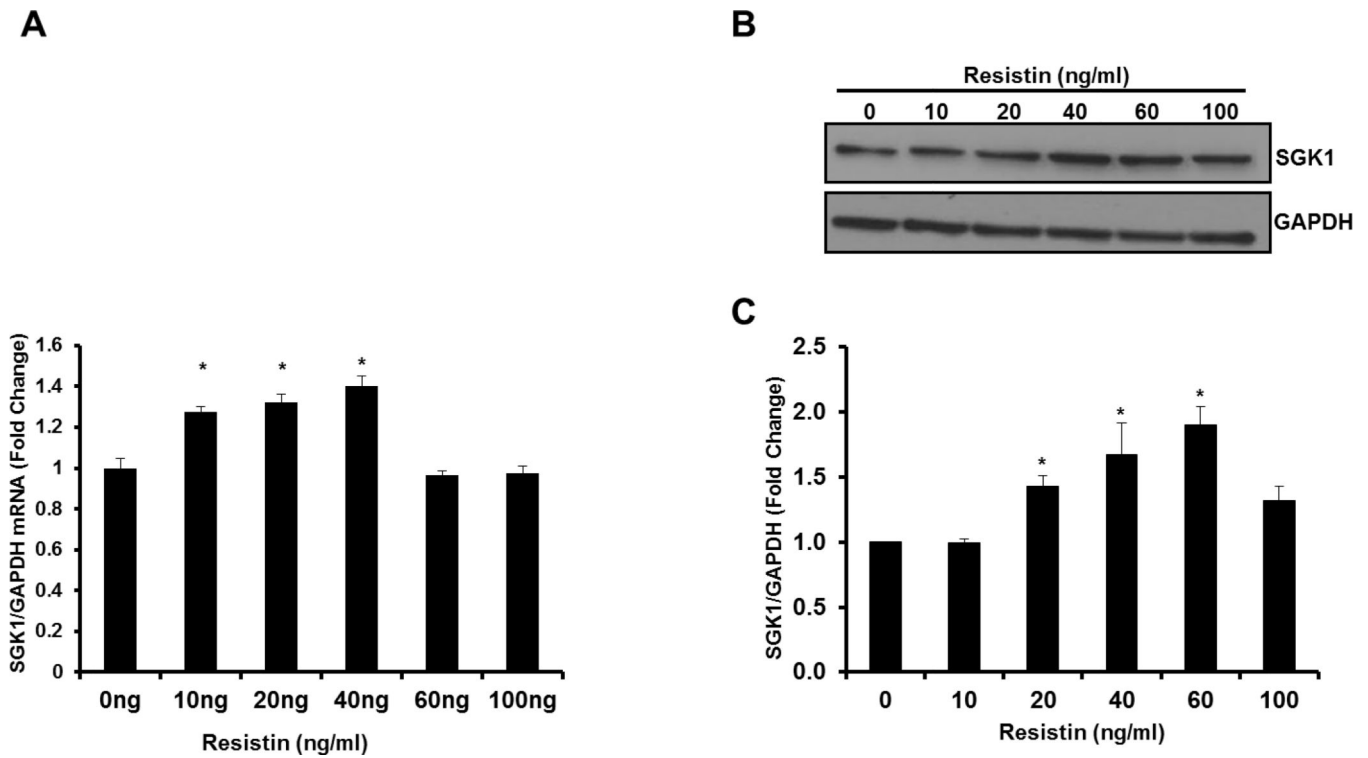 A
B
Resistin (ng/ml)
0 10 20 40 60 100
SGK1
GAPDH
SGK1/GAPDH mRNA (Fold Change)
1.6
1.4
1.2
1
0.8
0.6
0.4
0.2
0
* * *
0ng 10ng 20ng 40ng 60ng 100ng
Resistin (ng/ml)
C
SGK1/GAPDH (Fold Change)
2.5
2.0
1.5
1.0
0.5
0.0
* * *
0 10 20 40 60 100
Resistin (ng/ml)